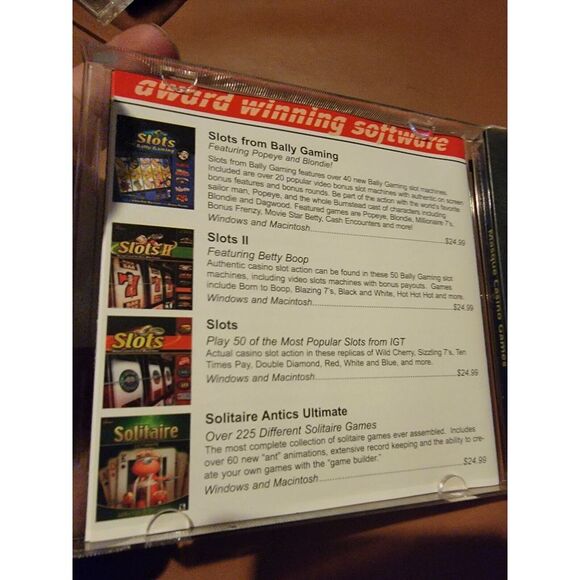 award winning software
Slots
Bally Gaming
Slots from Bally Gaming
Featuring Popeye and Blondie!
Slots from Bally Gaming features over 40 new Bally Gaming slot machines.
Included are over 20 popular video bonus slot machines with authentic on screen
bonus features and bonus rounds. Be part of the action with the world's favorite
sailor man, Popeye, and the whole Bumstead cast of characters including
Blondie and Dagwood. Featured games are Popeye, Blondie, Millionaire 7's,
Bonus Frenzy, Movie Star Betty, Cash Encounters and more!
Windows and Macintosh $24.99
Slots II
Slots II
Featuring Betty Boop
Authentic casino slot action can be found in these 50 Bally Gaming slot
machines, including video slots machines with bonus payouts. Games
include Born to Boop, Blazing 7's, Black and White, Hot Hot Hot and more.
Windows and Macintosh $24.99
Slots
Slots
Play 50 of the Most Popular Slots from IGT
Actual casino slot action in these replicas of Wild Cherry, Sizzling 7's, Ten
Times Pay, Double Diamond, Red, White and Blue, and more.
Windows and Macintosh $24.99
Solitaire
Solitaire Antics Ultimate
Over 225 Different Solitaire Games
The most complete collection of solitaire games ever assembled. Includes
over 60 new "ant" animations, extensive record keeping and the ability to cre-
ate your own games with the "game builder."
Windows and Macintosh $24.99
Masque Casino Games